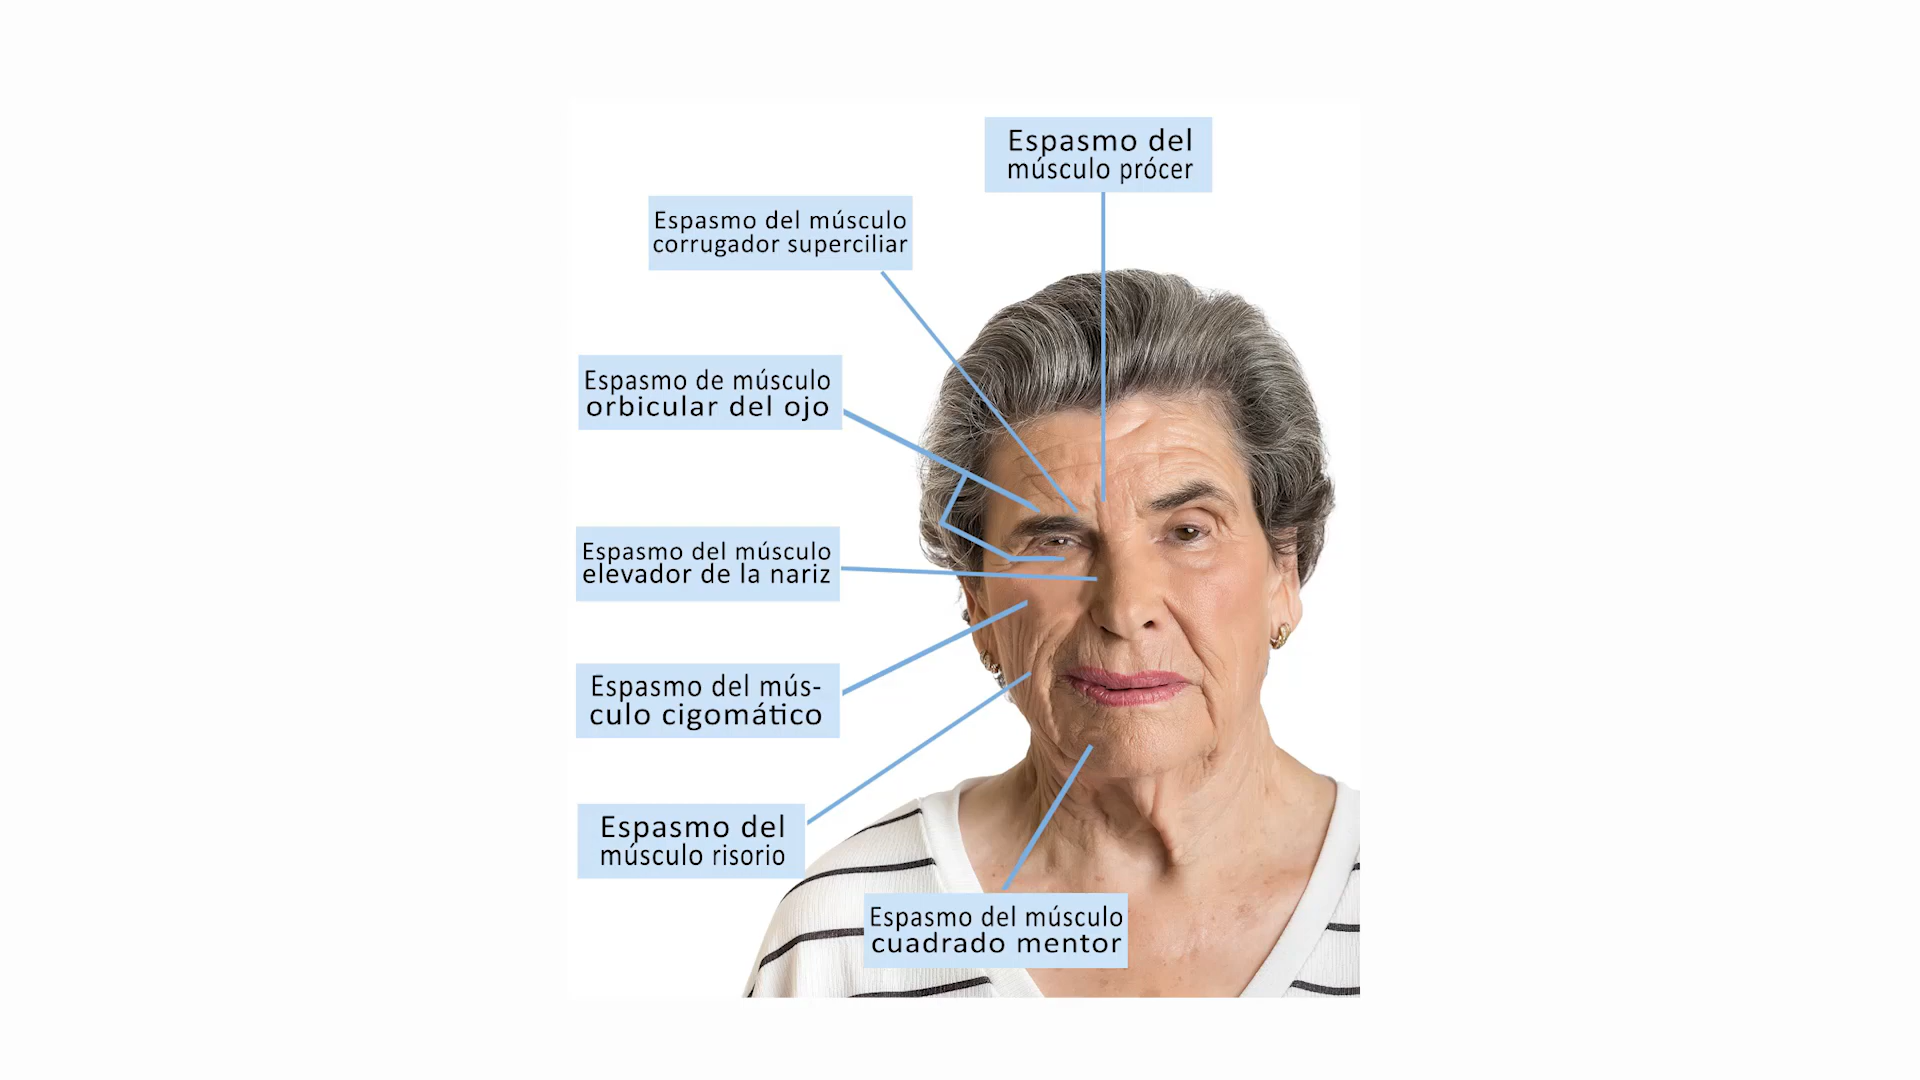 Espasmo del
músculo prócer
Espasmo del músculo
corrugador superciliar
Espasmo de músculo
orbicular del ojo
Espasmo del músculo
elevador de la nariz
Espasmo del mús-
culo cigomático
Espasmo del
músculo risorio
Espasmo del músculo
cuadrado mentor